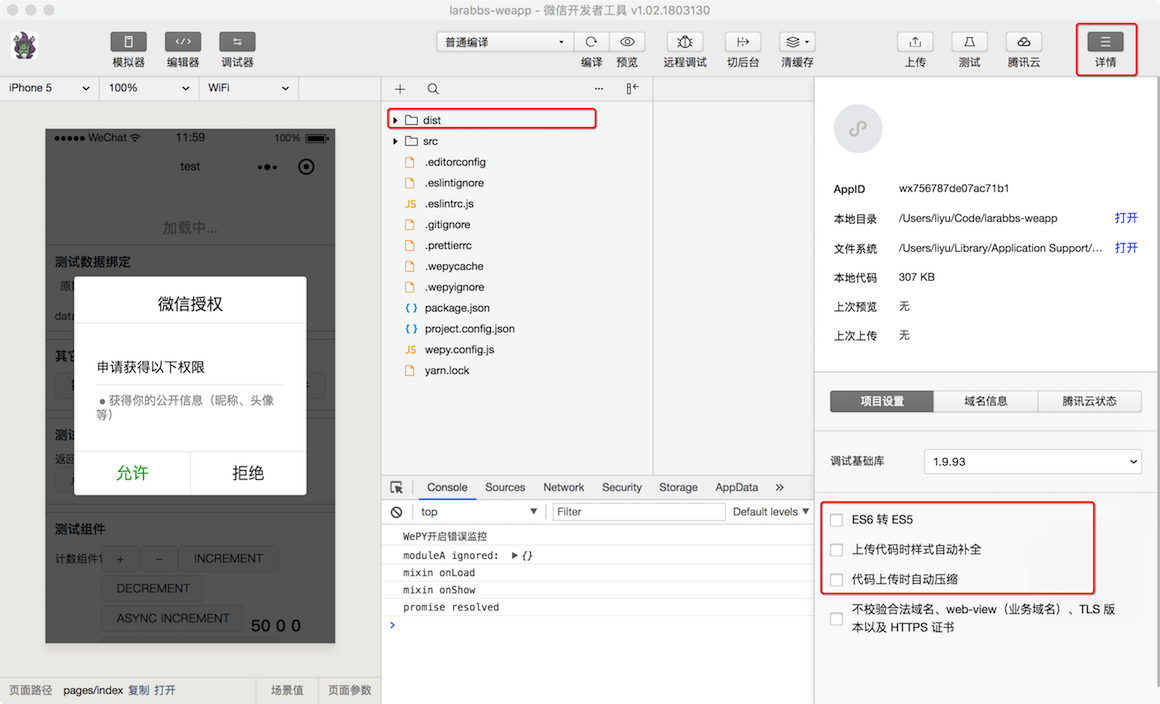 larabbs-weapp - 微信开发者工具 v1.02.1803130
模拟器 编辑器 调试器
普通编译
编译 预览 远程调试 切后台 清缓存
上传 测试 腾讯云 详情
iPhone 5 100% WiFi
WeChat 11:59 100%
test
加载中...
测试数据绑定
data
微信授权
申请获得以下权限
● 获得你的公开信息（昵称、头像
等）
允许 拒绝
测试组件
计数组件1 + − INCREMENT
DECREMENT
ASYNC INCREMENT 50 0 0
页面路径 pages/index 复制 打开 场景值 页面参数
dist
src
.editorconfig
.eslintignore
.eslintrc.js
.gitignore
.prettierrc
.wepycache
.wepyignore
package.json
project.config.json
wepy.config.js
yarn.lock
Console Sources Network Security Storage AppData »
top Filter Default levels
WePY开启错误监控
moduleA ignored: ▶ {}
mixin onLoad
mixin onShow
promise resolved
>
AppID wx756787de07ac71b1
本地目录 /Users/liyu/Code/larabbs-weapp 打开
文件系统 /Users/liyu/Library/Application Support/... 打开
本地代码 307 KB
上次预览 无
上次上传 无
项目设置 域名信息 腾讯云状态
调试基础库 1.9.93
ES6 转 ES5
上传代码时样式自动补全
代码上传时自动压缩
不校验合法域名、web-view（业务域名）、TLS 版
本以及 HTTPS 证书